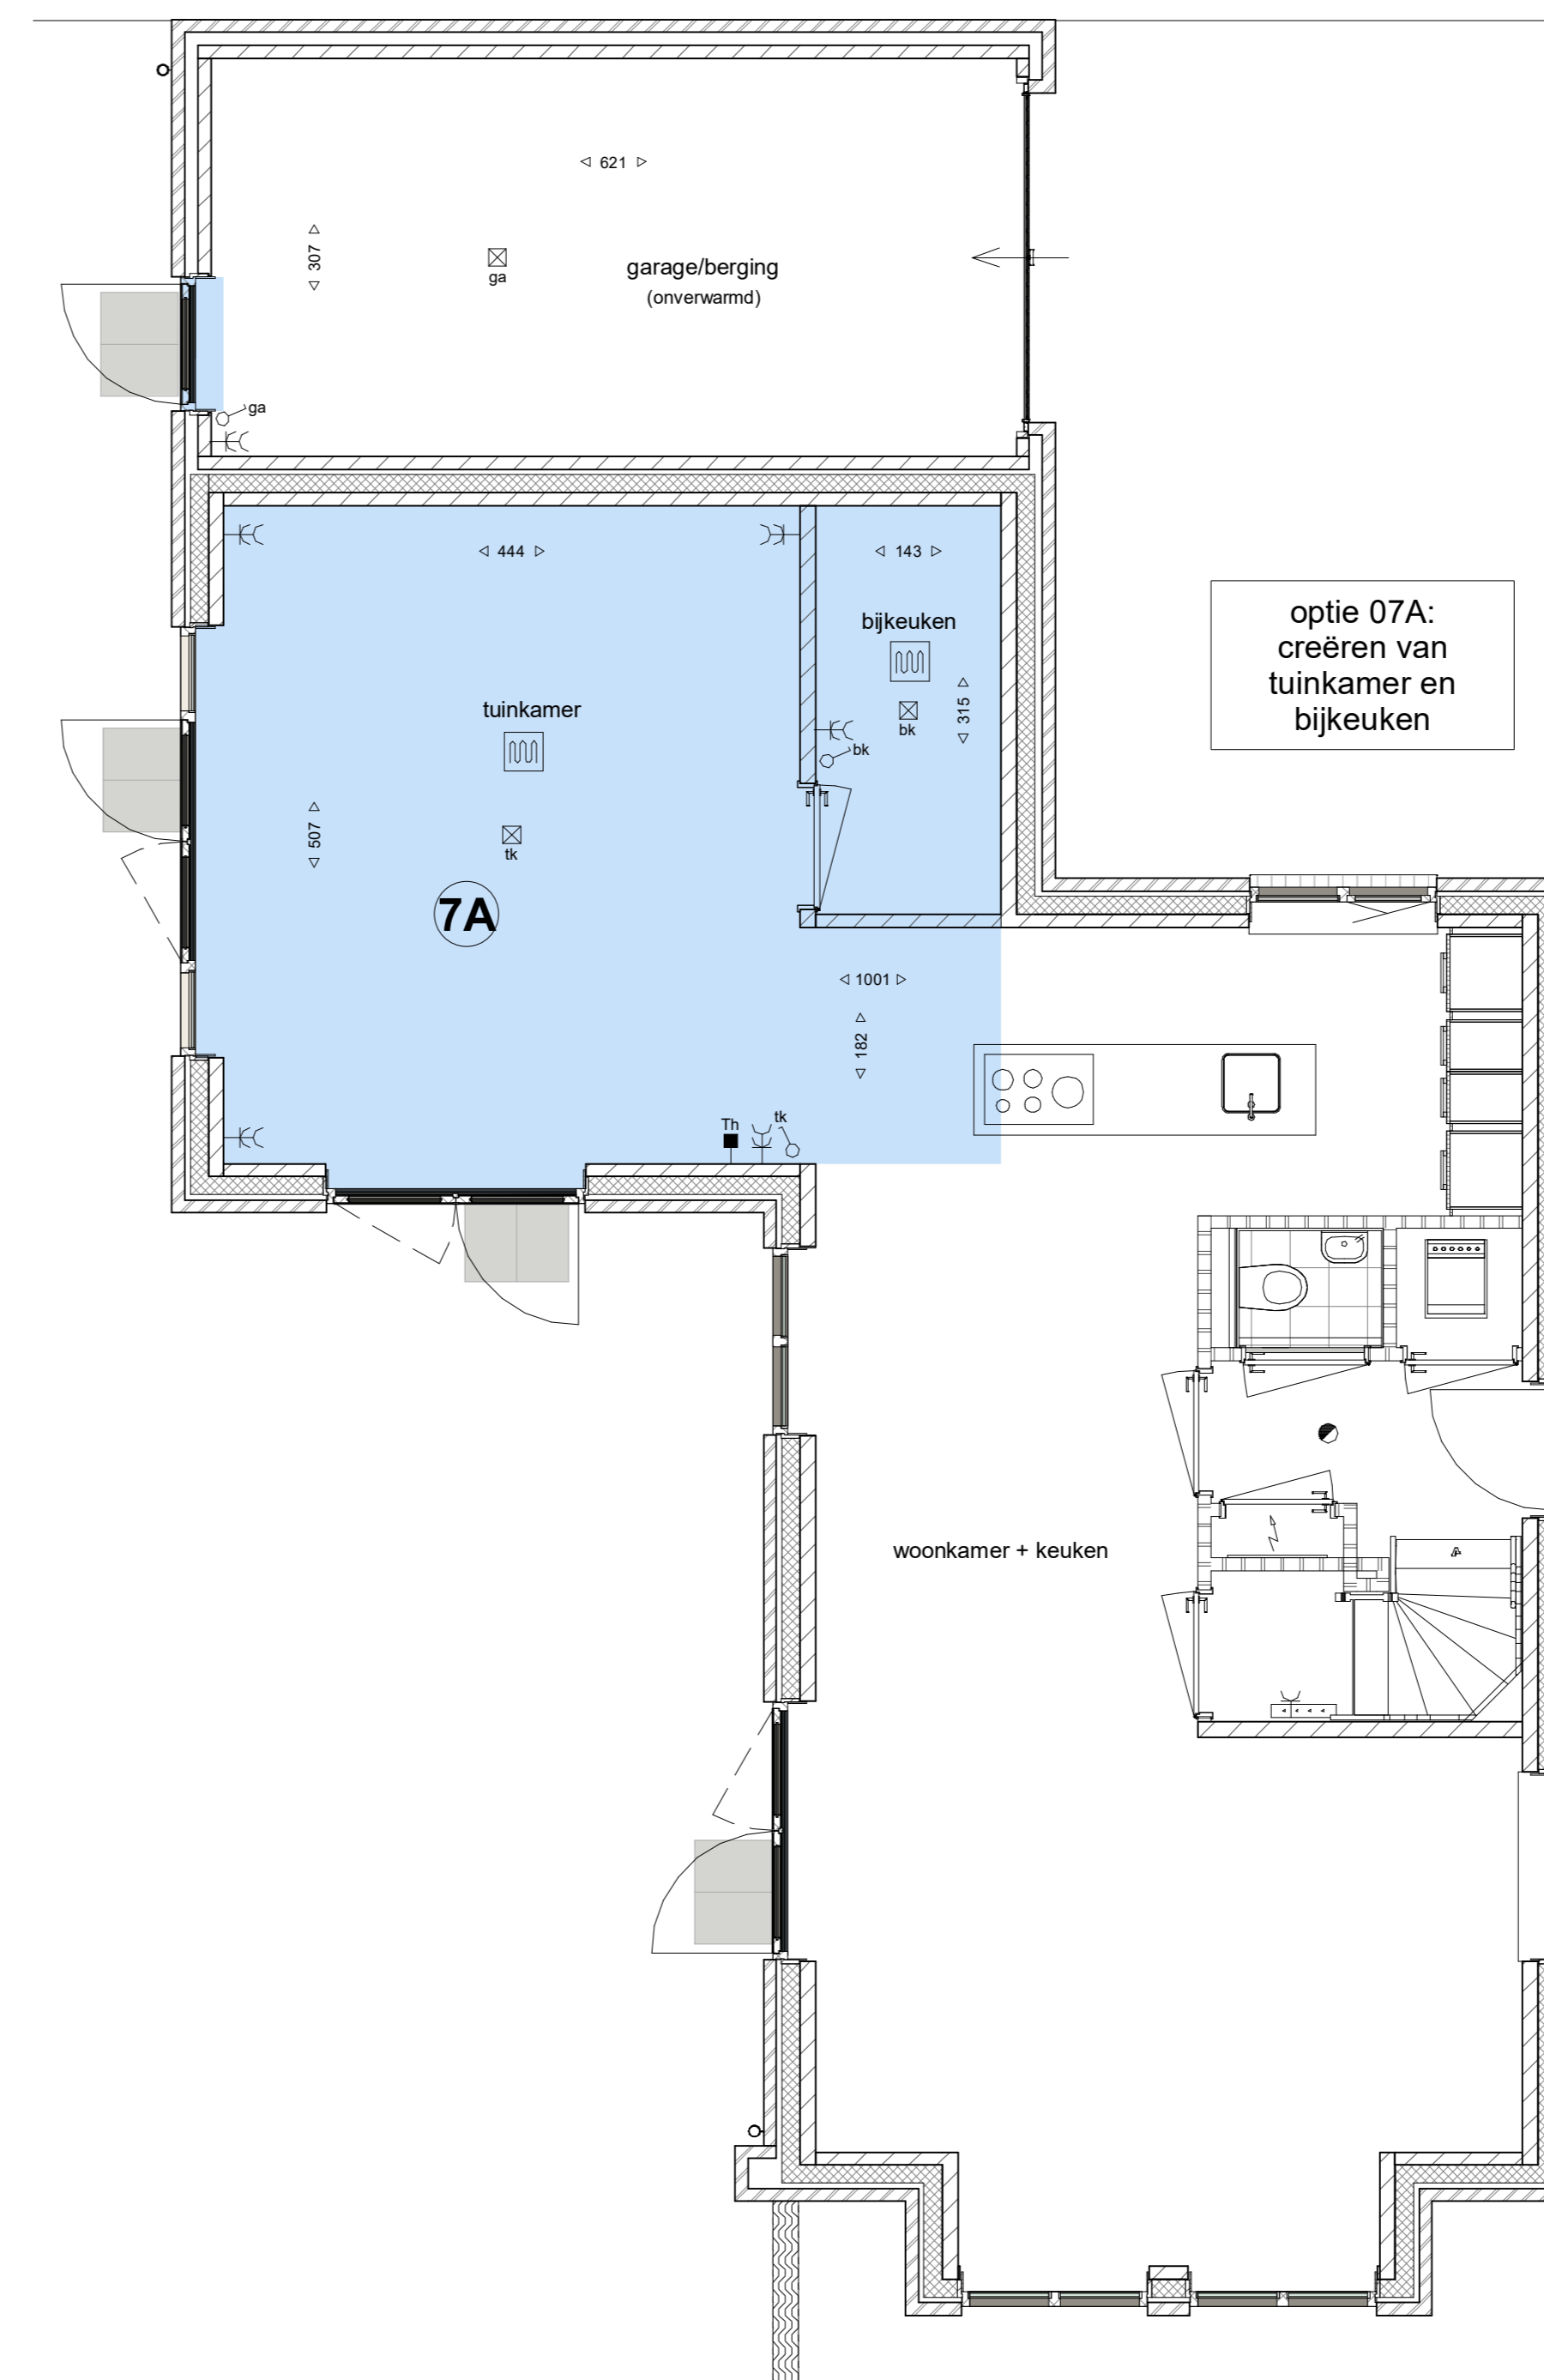 621
307
garage/berging
(onverwarmd)
ga
ga
444
143
optie 07A:
creëren van
tuinkamer en
bijkeuken
bijkeuken
315
bk
bk
tuinkamer
507
tk
7A
1001
182
Th
tk
woonkamer + keuken